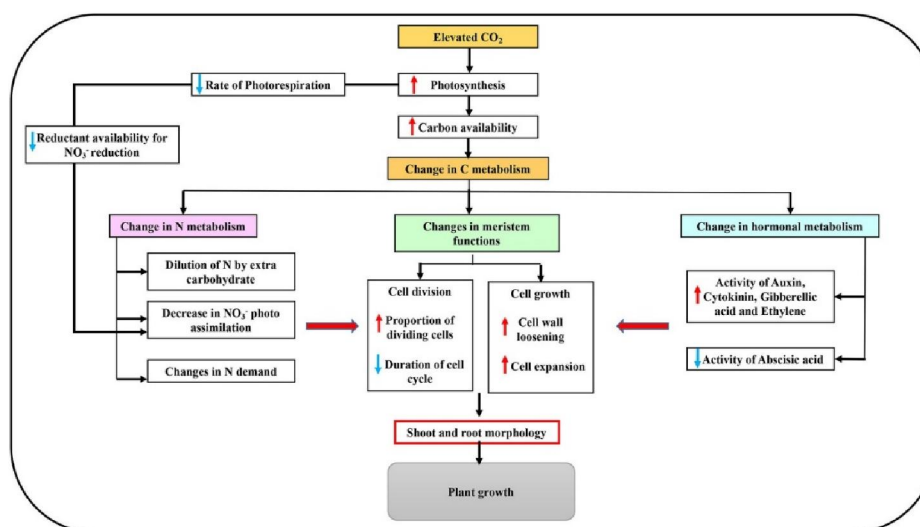 Elevated CO₂
Rate of Photorespiration
Photosynthesis
Reductant availability for
NO₃⁻ reduction
Carbon availability
Change in C metabolism
Change in N metabolism
Changes in meristem
functions
Change in hormonal metabolism
Dilution of N by extra
carbohydrate
Decrease in NO₃⁻ photo
assimilation
Changes in N demand
Cell division
Proportion of
dividing cells
Duration of cell
cycle
Cell growth
Cell wall
loosening
Cell expansion
Activity of Auxin,
Cytokinin, Gibberellic
acid and Ethylene
Activity of Abscisic acid
Shoot and root morphology
Plant growth